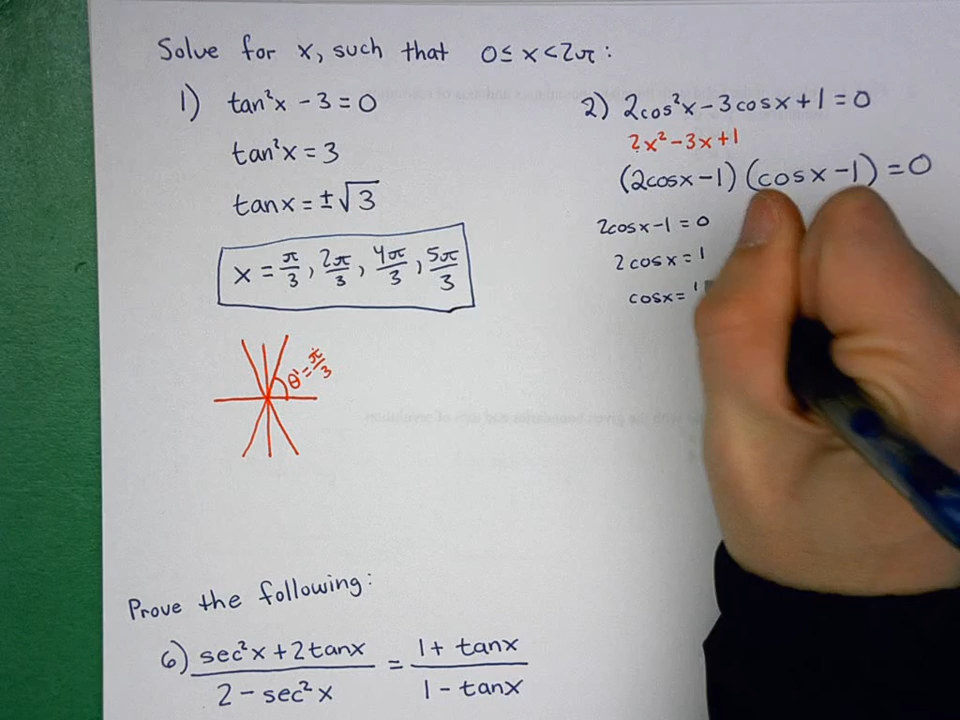 Solve for x, such that 0 ≤ x < 2π :
1) tan²x - 3 = 0
tan²x = 3
tanx = ±√3
x = π/3, 2π/3, 4π/3, 5π/3
θ' = π/3
2) 2cos²x - 3cosx + 1 = 0
2x² - 3x + 1
(2cosx - 1)(cosx - 1) = 0
2cosx - 1 = 0
2cosx = 1
cosx = 1
Prove the following:
6) (sec²x + 2tanx)/(2 - sec²x) = (1 + tanx)/(1 - tanx)